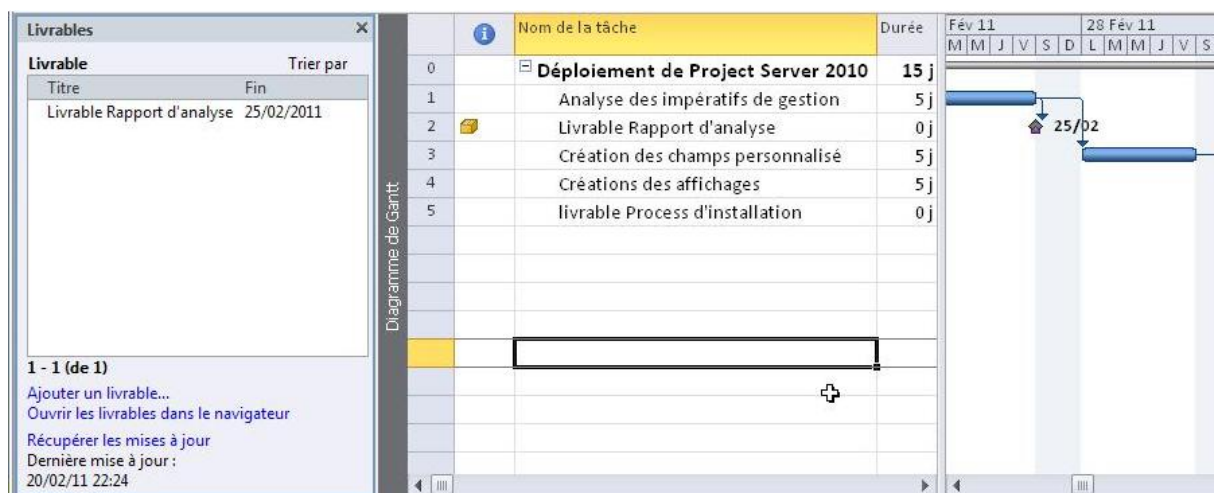 Livrables
Livrable Trier par
Titre Fin
Livrable Rapport d'analyse 25/02/2011
1 - 1 (de 1)
Ajouter un livrable...
Ouvrir les livrables dans le navigateur
Récupérer les mises à jour
Dernière mise à jour :
20/02/11 22:24
Diagramme de Gantt
Nom de la tâche Durée
0 Déploiement de Project Server 2010 15 j
1 Analyse des impératifs de gestion 5 j
2 Livrable Rapport d'analyse 0 j
3 Création des champs personnalisé 5 j
4 Créations des affichages 5 j
5 livrable Process d'installation 0 j
Fév 11 28 Fév 11
M M J V S D L M M J V S
25/02